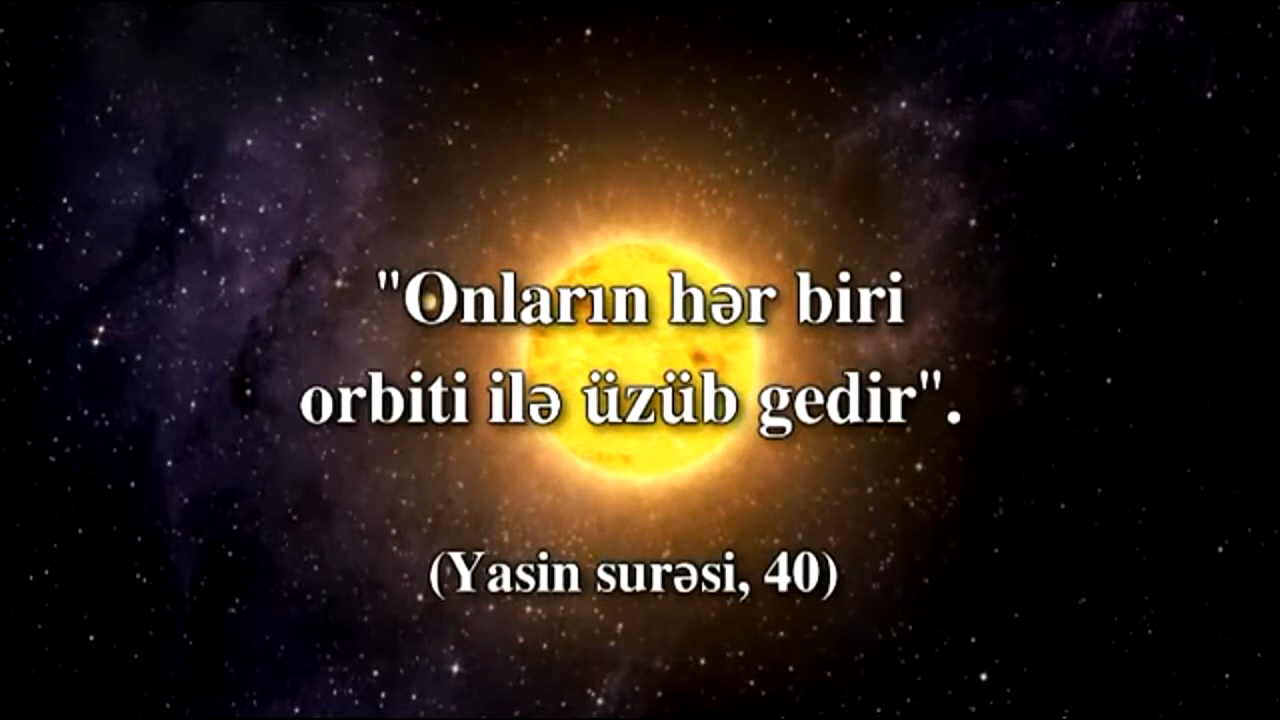 "Onların hər biri
orbiti ilə üzüb gedir".
(Yasin surəsi, 40)